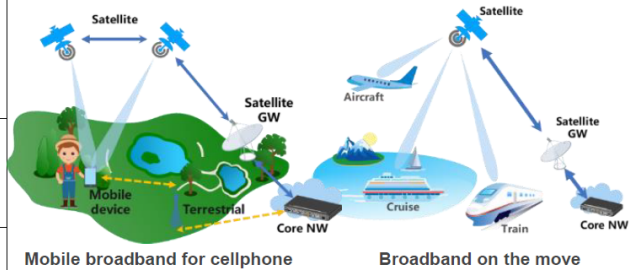 Satellite
Satellite
GW
Mobile
device
Terrestrial
Core NW
Mobile broadband for cellphone
Satellite
Aircraft
Satellite
GW
Cruise
Train
Core NW
Broadband on the move